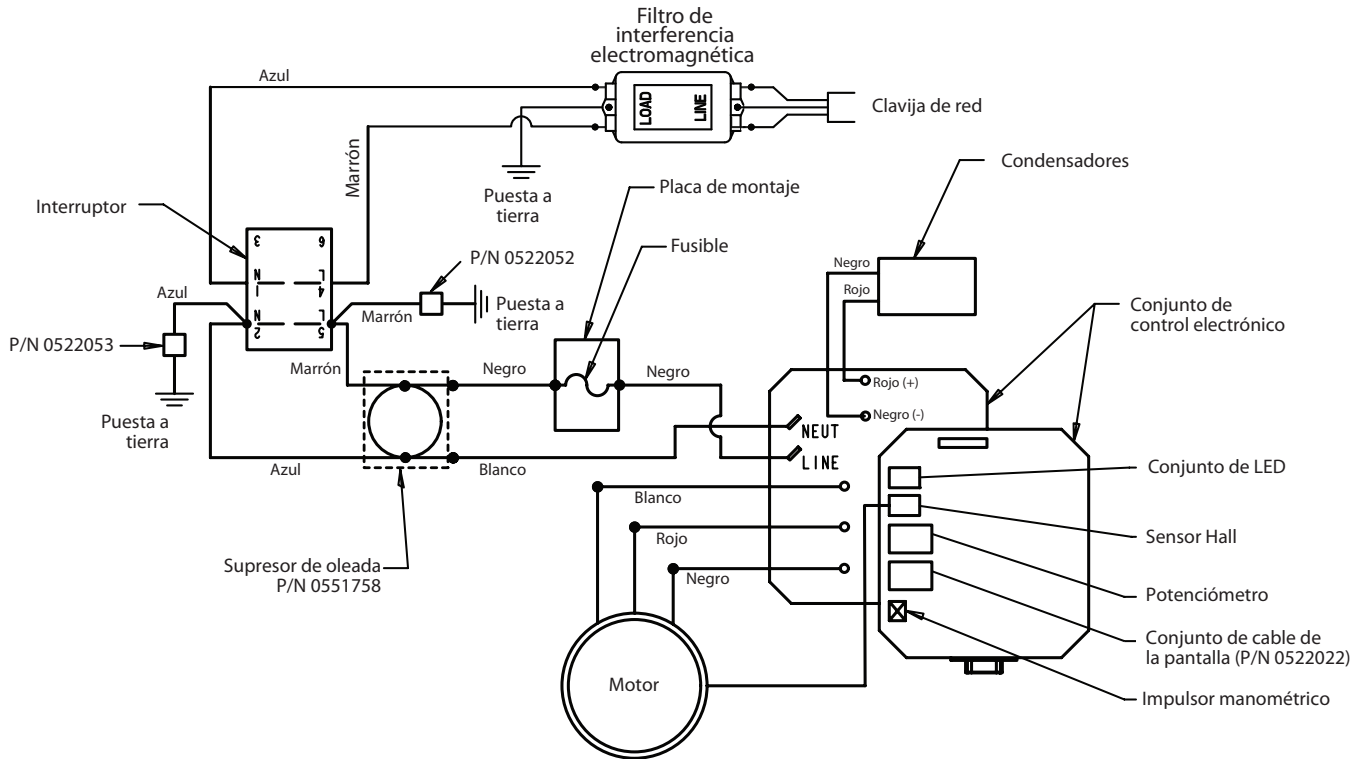 Filtro de
interferencia
electromagnética
Azul
LOAD
LINE
Clavija de red
Marrón
Condensadores
Puesta a
tierra
Placa de montaje
Interruptor
3
6
Fusible
P/N 0522052
Negro
N
L
1
4
Azul
Rojo
Puesta a
tierra
Marrón
Conjunto de
control electrónico
N
L
2
5
P/N 0522053
Marrón
Negro
Negro
Rojo (+)
Puesta a
tierra
Negro (-)
NEUT
LINE
Azul
Blanco
Conjunto de LED
Blanco
Sensor Hall
Rojo
Supresor de oleada
P/N 0551758
Negro
Potenciómetro
Conjunto de cable de
la pantalla (P/N 0522022)
Motor
Impulsor manométrico